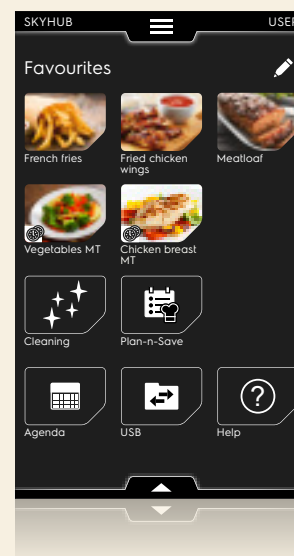 SKYHUB
Favourites
French fries
Fried chicken
wings
Meatloaf
Vegetables MT
Chicken breast
MT
Cleaning
Plan-n-Save
Agenda
USB
Help